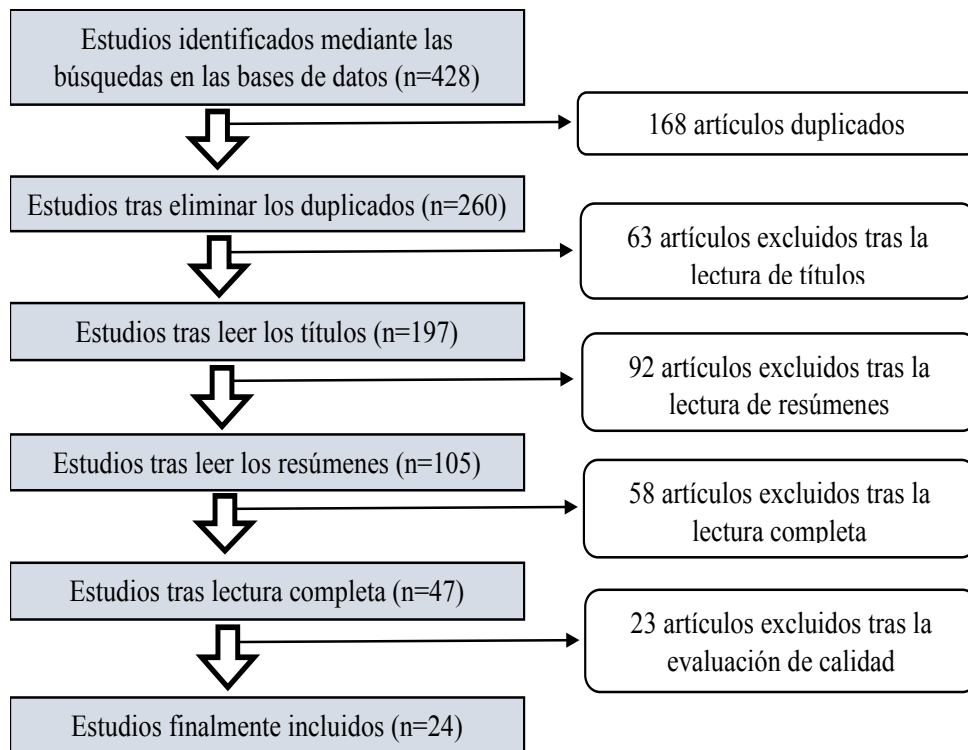 Estudios identificados mediante las
búsquedas en las bases de datos (n=428)
168 artículos duplicados
Estudios tras eliminar los duplicados (n=260)
63 artículos excluidos tras la
lectura de títulos
Estudios tras leer los títulos (n=197)
92 artículos excluidos tras la
lectura de resúmenes
Estudios tras leer los resúmenes (n=105)
58 artículos excluidos tras la
lectura completa
Estudios tras lectura completa (n=47)
23 artículos excluidos tras la
evaluación de calidad
Estudios finalmente incluidos (n=24)